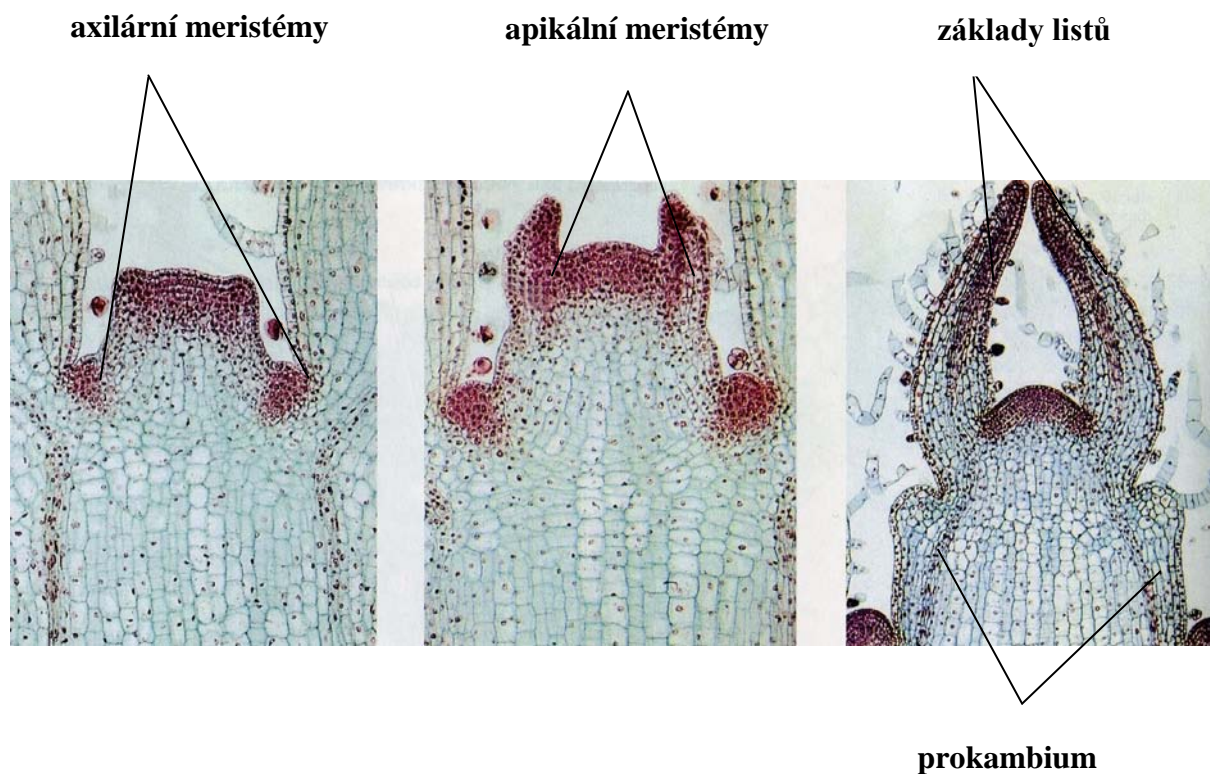 axilární meristémy
apikální meristémy
základy listů
prokambium